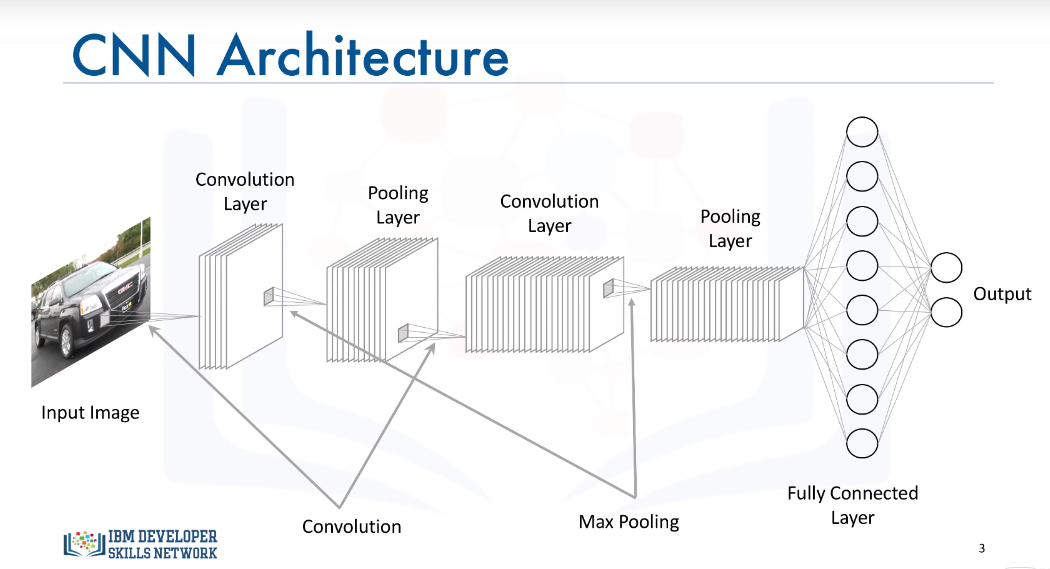 CNN Architecture
Convolution
Layer
Pooling
Layer
Convolution
Layer
Pooling
Layer
Output
Input Image
Fully Connected
Layer
Convolution
Max Pooling
IBM DEVELOPER
SKILLS NETWORK
3